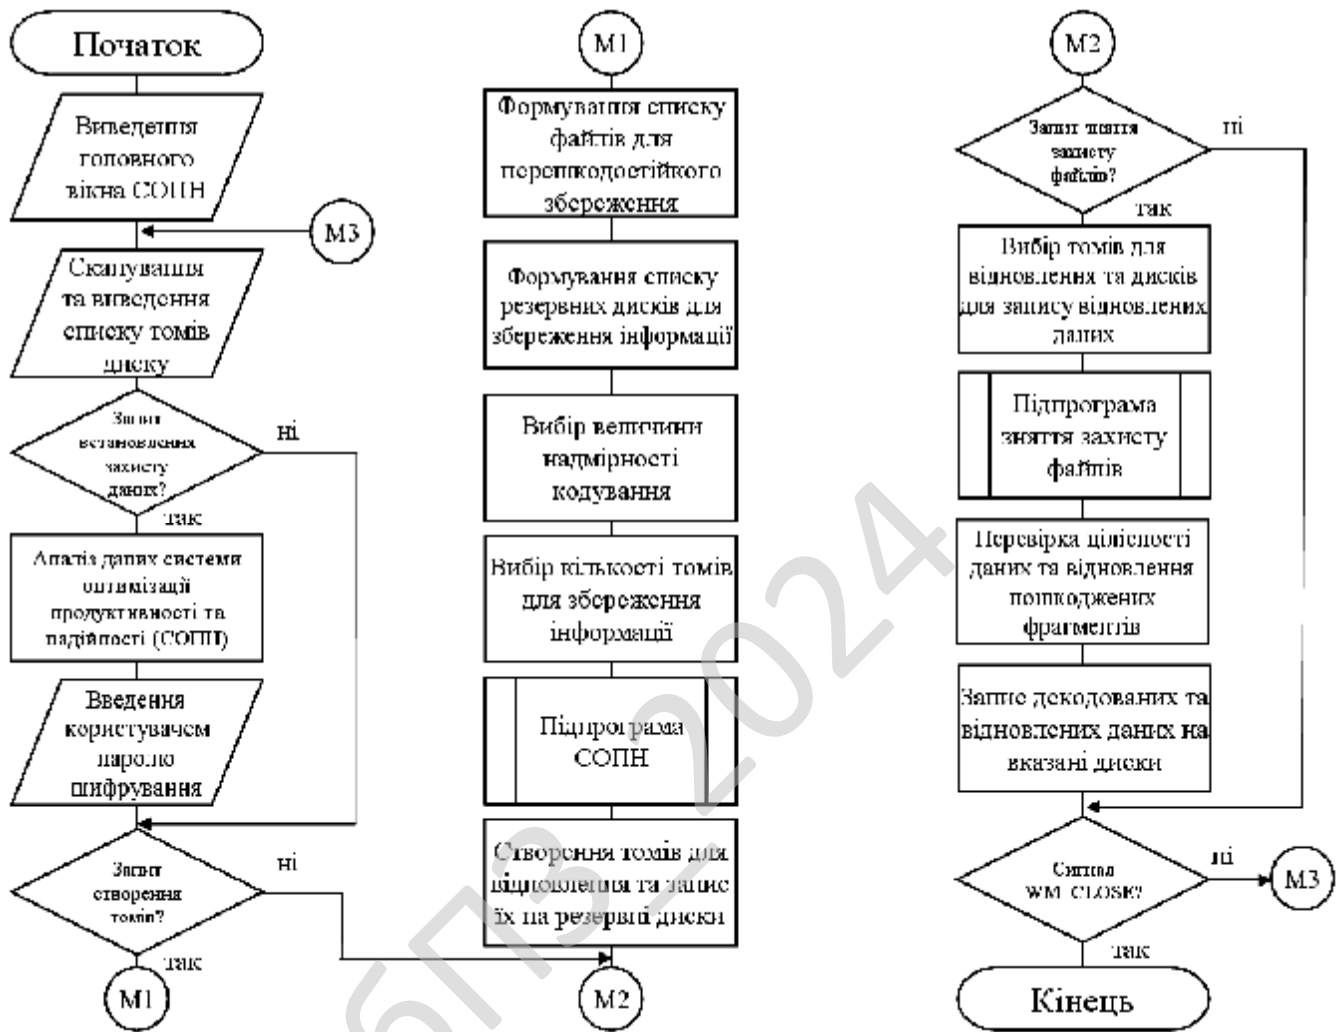 Початок
Виведення
головного
вікна СОПН
М3
Сканування
та виведення
списку томів
диску
Запит
встановлення
захисту
даних?
ні
так
Аналіз даних системи
оптимізації
продуктивності та
надійності (СОПН)
Введення
користувачем
паролю
шифрування
Запит
створення
томів?
ні
так
М1
М1
Формування списку
файлів для
перешкодостійкого
збереження
Формування списку
резервних дисків для
збереження інформації
Вибір величини
надмірності
кодування
Вибір кількості томів
для збереження
інформації
Підпрограма
СОПН
Створення томів для
відновлення та запис
їх на резервні диски
М2
М2
Запит зняття
захисту
файлів?
ні
так
Вибір томів для
відновлення та дисків
для запису відновлених
даних
Підпрограма
зняття захисту
файлів
Перевірка цілісності
даних та відновлення
пошкоджених
фрагментів
Запис декодованих та
відновлених даних на
вказані диски
Сигнал
WM_CLOSE?
ні
М3
так
Кінець
бПЗ_2024